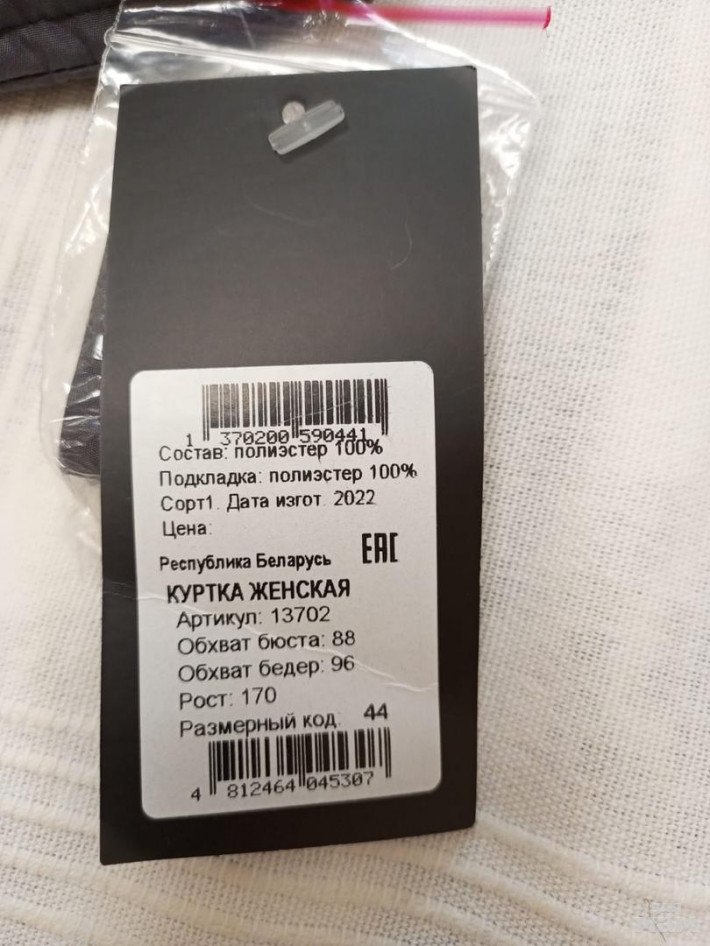 1 370200 590441
Состав: полиэстер 100%
Подкладка: полиэстер 100%
Сорт1. Дата изгот. 2022
Цена:
Республика Беларусь EAC
КУРТКА ЖЕНСКАЯ
Артикул: 13702
Обхват бюста: 88
Обхват бедер: 96
Рост: 170
Размерный код: 44
4 812464 045307